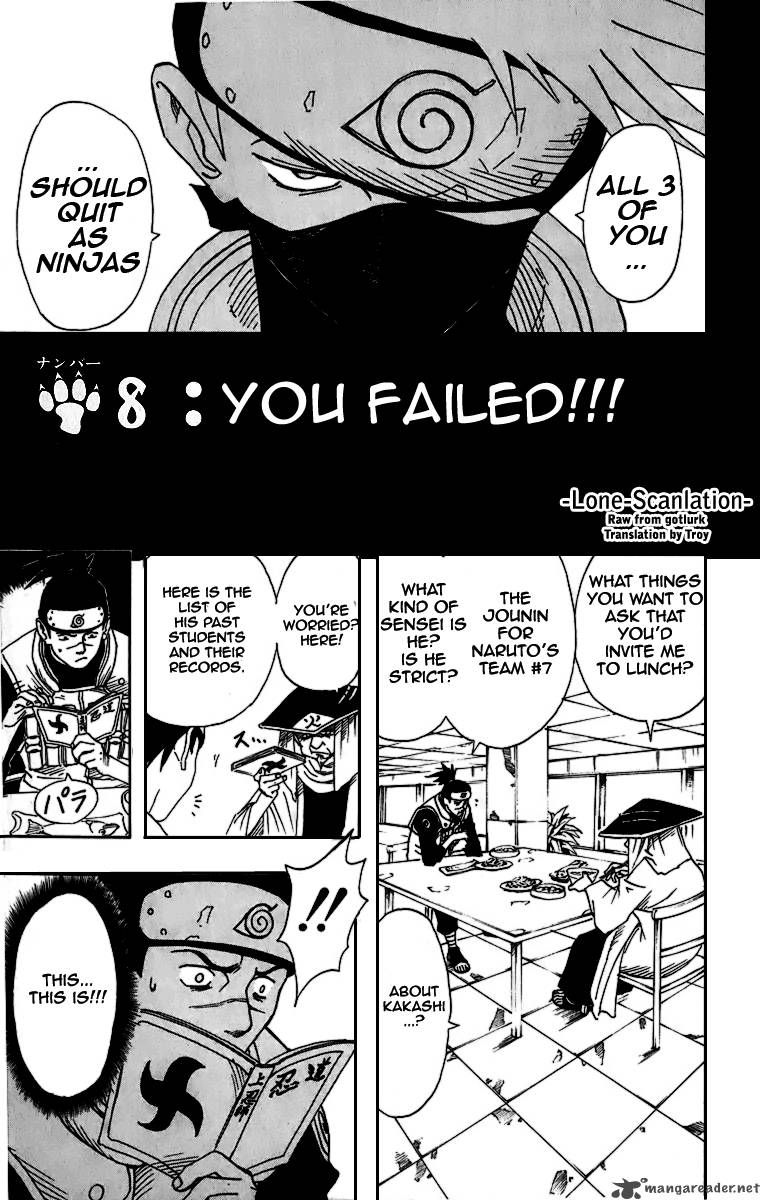 ALL 3
OF
YOU
...
...
SHOULD
QUIT
AS
NINJAS
ナンバー
8 : YOU FAILED!!!
-Lone-Scanlation-
Raw from gotlurk
Translation by Troy
WHAT THINGS
YOU WANT TO
ASK THAT
YOU'D
INVITE ME
TO LUNCH?
THE
JOUNIN
FOR
NARUTO'S
TEAM #7
WHAT
KIND OF
SENSEI IS
HE?
IS HE
STRICT?
ABOUT
KAKASHI
...?
YOU'RE
WORRIED?
HERE!
HERE IS THE
LIST OF
HIS PAST
STUDENTS
AND THEIR
RECORDS.
火
ス...
忍道
パラ
!!
THIS...
THIS IS!!!
忍道
mangareader.net